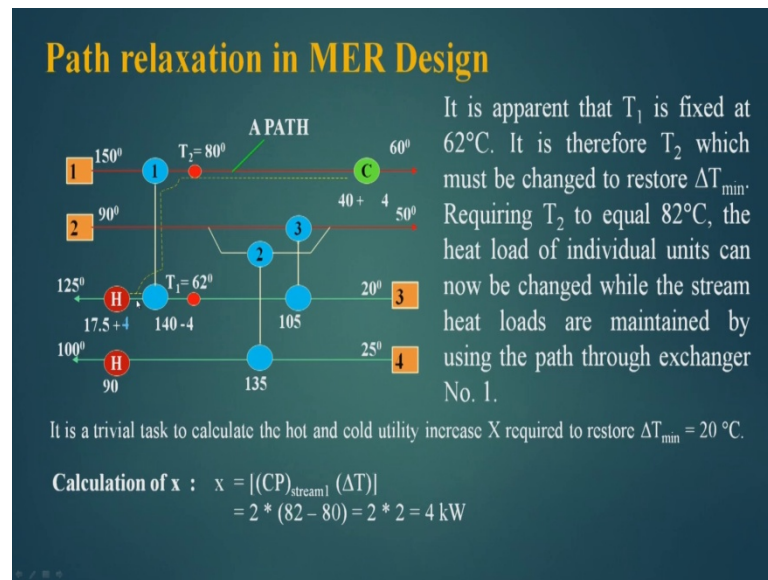 Path relaxation in MER Design
A PATH
1 150⁰ 1 T₂= 80⁰ C 60⁰
40 + 4
2 90⁰ 3 50⁰
2
125⁰ H T₁= 62⁰ 20⁰ 3
17.5 +4 140 -4 105
100⁰ H 25⁰ 4
90 135
It is apparent that T₁ is fixed at
62°C. It is therefore T₂ which
must be changed to restore ΔTmin.
Requiring T₂ to equal 82°C, the
heat load of individual units can
now be changed while the stream
heat loads are maintained by
using the path through exchanger
No. 1.
It is a trivial task to calculate the hot and cold utility increase X required to restore ΔTmin = 20 °C.
Calculation of x : x = |(CP)stream1 (ΔT)|
= 2 * (82 – 80) = 2 * 2 = 4 kW